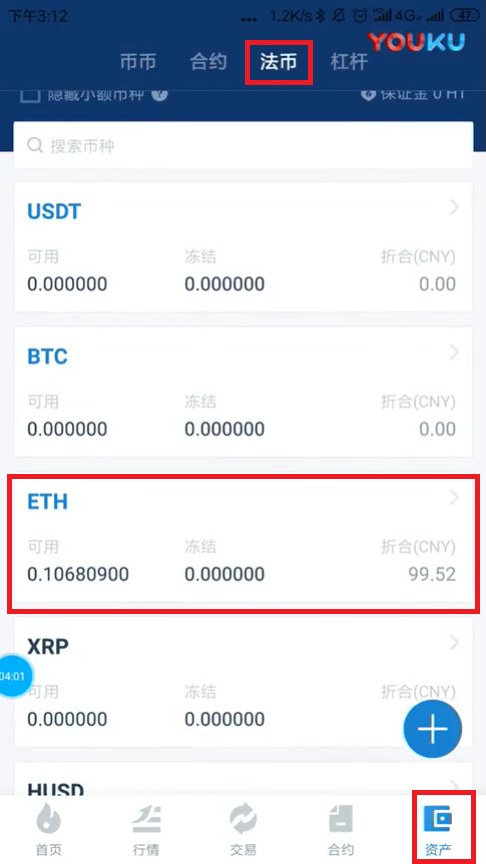 下午3:12 ... 1.2K/s 4G 47
YOUKU
币币 合约 法币 杠杆
隐藏小额币种 ? 保证金 0 HT
搜索币种
USDT
可用 冻结 折合(CNY)
0.000000 0.000000 0.00
BTC
可用 冻结 折合(CNY)
0.000000 0.000000 0.00
ETH
可用 冻结 折合(CNY)
0.10680900 0.000000 99.52
XRP
04:01
可用 冻结 折合(CNY)
0.000000 0.000000
HUSD
首页 行情 交易 合约 资产